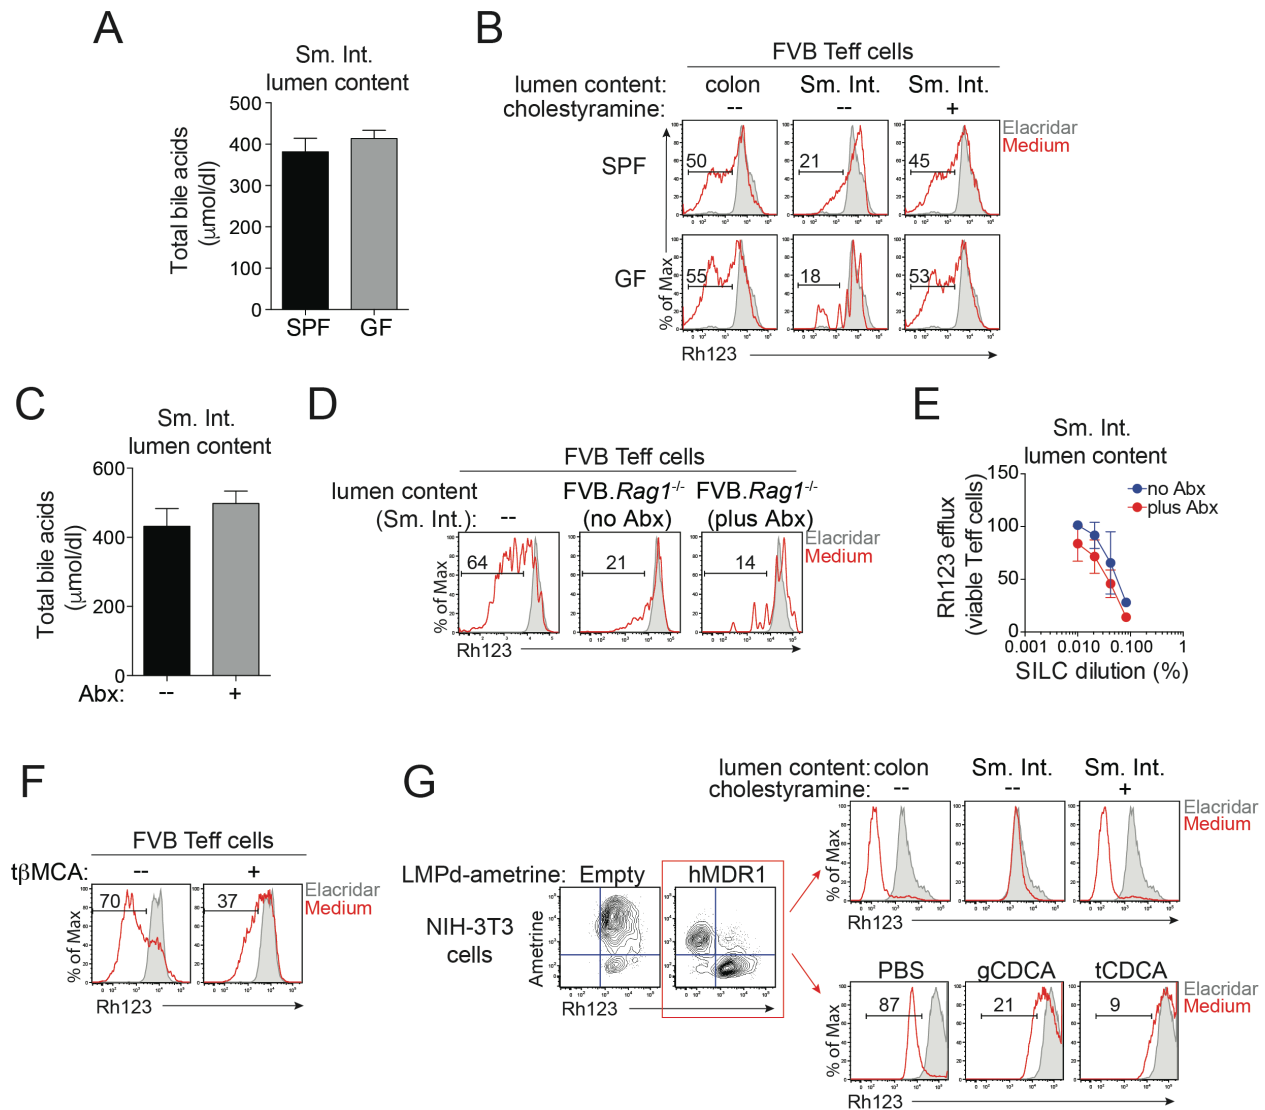 A
Sm. Int.
lumen content
Total bile acids
(μmol/dl)
500
400
300
200
100
0
SPF GF
B
FVB Teff cells
lumen content: colon Sm. Int. Sm. Int.
cholestyramine: -- -- +
Elacridar
Medium
SPF
50 21 45
GF
55 18 53
% of Max
Rh123
C
Sm. Int.
lumen content
Total bile acids
(μmol/dl)
600
400
200
0
Abx: -- +
D
FVB Teff cells
lumen content
(Sm. Int.): --
FVB.Rag1-/-
(no Abx)
FVB.Rag1-/-
(plus Abx)
Elacridar
Medium
64 21 14
% of Max
Rh123
E
Sm. Int.
lumen content
Rh123 efflux
(viable Teff cells)
150
100
50
0
no Abx
plus Abx
0.001 0.010 0.100 1
SILC dilution (%)
F
FVB Teff cells
tβMCA: -- +
Elacridar
Medium
70 37
% of Max
Rh123
G
lumen content: colon Sm. Int. Sm. Int.
cholestyramine: -- -- +
Elacridar
Medium
% of Max
Rh123
LMPd-ametrine: Empty hMDR1
NIH-3T3
cells
Ametrine
Rh123
PBS gCDCA tCDCA
Elacridar
Medium
87 21 9
% of Max
Rh123